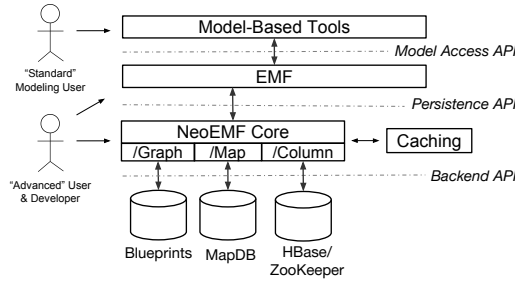 Model-Based Tools
Model Access API
"Standard"
Modeling User
EMF
Persistence API
NeoEMF Core
/Graph /Map /Column
Caching
"Advanced" User
& Developer
Backend API
Blueprints
MapDB
HBase/
ZooKeeper